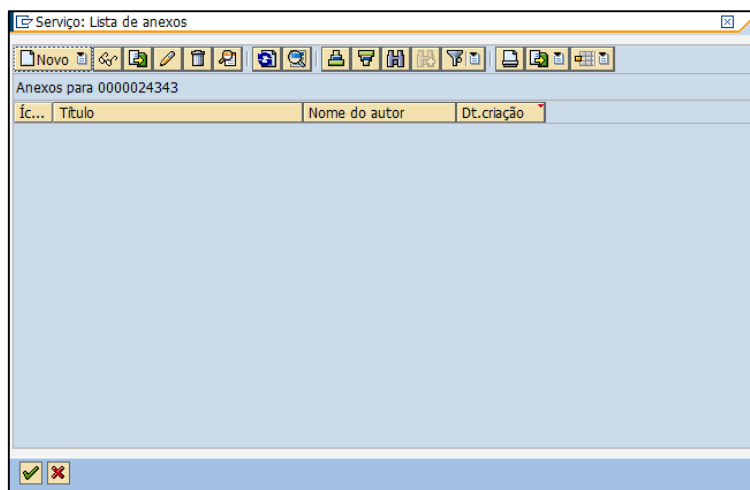 Serviço: Lista de anexos
Novo
Anexos para 0000024343
Íc... Título Nome do autor Dt.criação